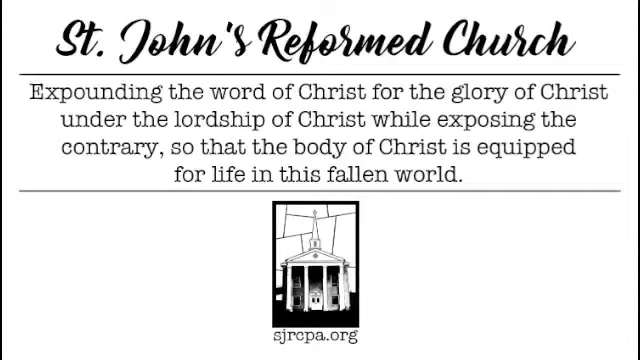 St. John's Reformed Church
Expounding the word of Christ for the glory of Christ
under the lordship of Christ while exposing the
contrary, so that the body of Christ is equipped
for life in this fallen world.
sjrcpa.org